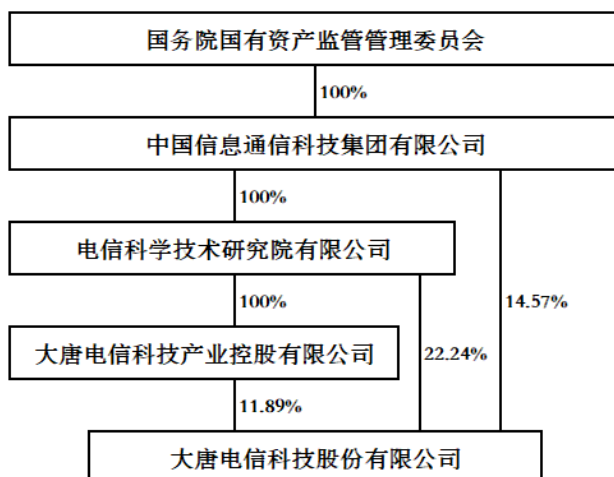 国务院国有资产监管管理委员会
100%
中国信息通信科技集团有限公司
100%
电信科学技术研究院有限公司
100%
14.57%
大唐电信科技产业控股有限公司
22.24%
11.89%
大唐电信科技股份有限公司